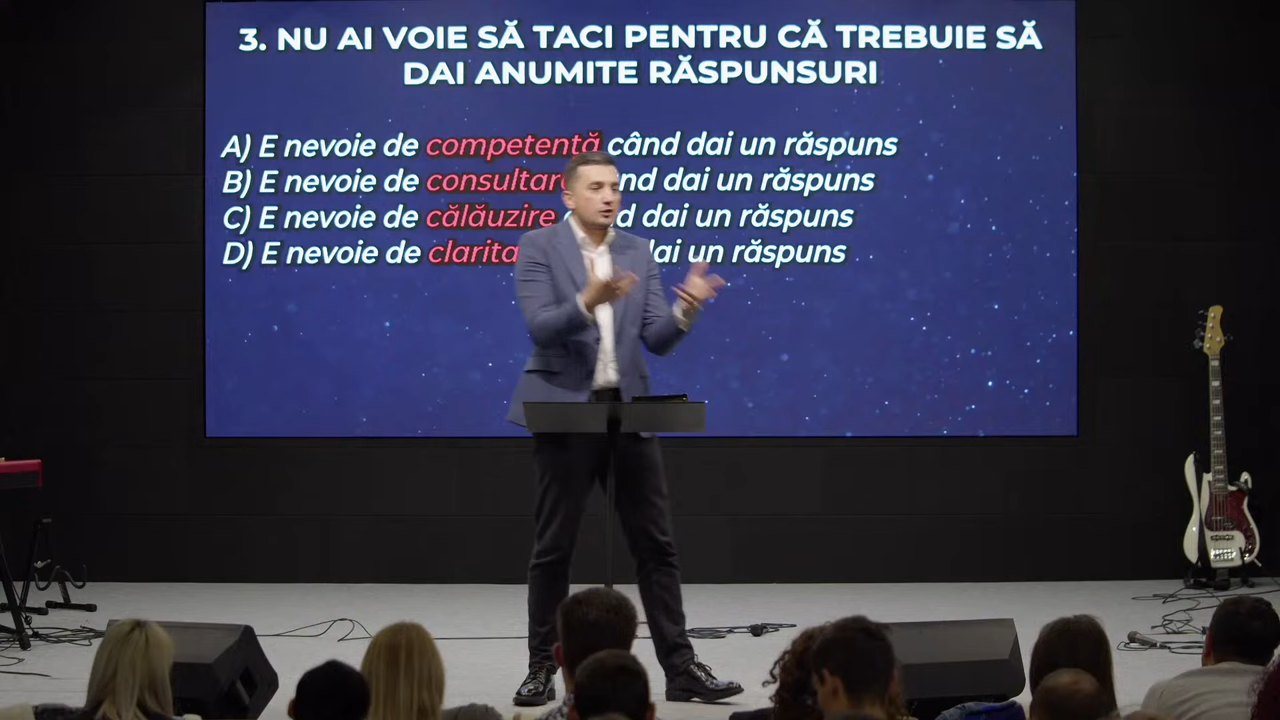 3. NU AI VOIE SĂ TACI PENTRU CĂ TREBUIE SĂ
DAI ANUMITE RĂSPUNSURI
A) E nevoie de competență când dai un răspuns
B) E nevoie de dai un răspuns
C) E nevoie de călăuzire dai un răspuns
D) E nevoie de dai un răspuns